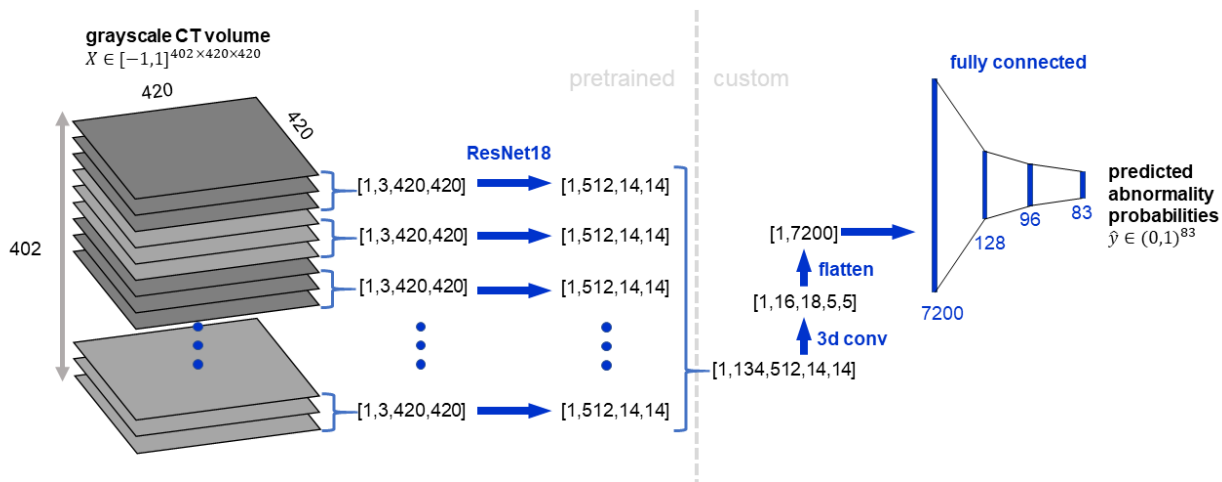 grayscale CT volume
X ∈ [−1,1]^402×420×420
420
420
402
pretrained
custom
ResNet18
[1,3,420,420]
[1,512,14,14]
[1,3,420,420]
[1,512,14,14]
[1,3,420,420]
[1,512,14,14]
[1,3,420,420]
[1,512,14,14]
[1,134,512,14,14]
3d conv
[1,16,18,5,5]
flatten
[1,7200]
fully connected
7200
128
96
83
predicted
abnormality
probabilities
ŷ ∈ (0,1)^83